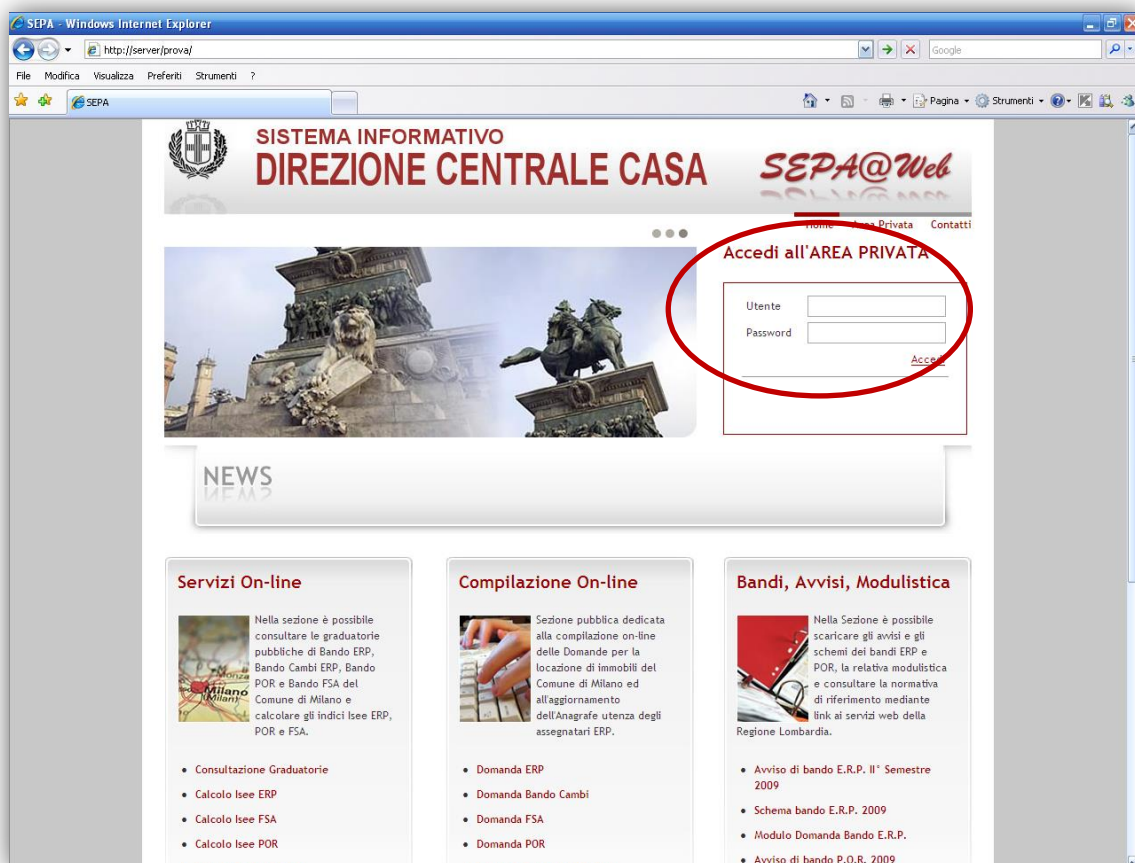 SEPA - Windows Internet Explorer
http://server/prova/
Google
File Modifica Visualizza Preferiti Strumenti ?
SEPA
Pagina
Strumenti
SISTEMA INFORMATIVO
DIREZIONE CENTRALE CASA
SEPA@Web
Home Area Privata Contatti
Accedi all'AREA PRIVATA
Utente
Password
Accedi
NEWS
Servizi On-line
Nella sezione è possibile
consultare le graduatorie
pubbliche di Bando ERP,
Bando Cambi ERP, Bando
POR e Bando FSA del
Comune di Milano e
calcolare gli indici Isee ERP,
POR e FSA.
Monza
Milano
(Milan)
• Consultazione Graduatorie
• Calcolo Isee ERP
• Calcolo Isee FSA
• Calcolo Isee POR
Compilazione On-line
Sezione pubblica dedicata
alla compilazione on-line
delle Domande per la
locazione di immobili del
Comune di Milano ed
all'aggiornamento
dell'Anagrafe utenza degli
assegnatari ERP.
• Domanda ERP
• Domanda Bando Cambi
• Domanda FSA
• Domanda POR
Bandi, Avvisi, Modulistica
Nella Sezione è possibile
scaricare gli avvisi e gli
schemi dei bandi ERP e
POR, la relativa modulistica
e consultare la normativa
di riferimento mediante
link ai servizi web della
Regione Lombardia.
• Avviso di bando E.R.P. II° Semestre
2009
• Schema bando E.R.P. 2009
• Modulo Domanda Bando E.R.P.
• Avviso di bando P.O.R. 2009